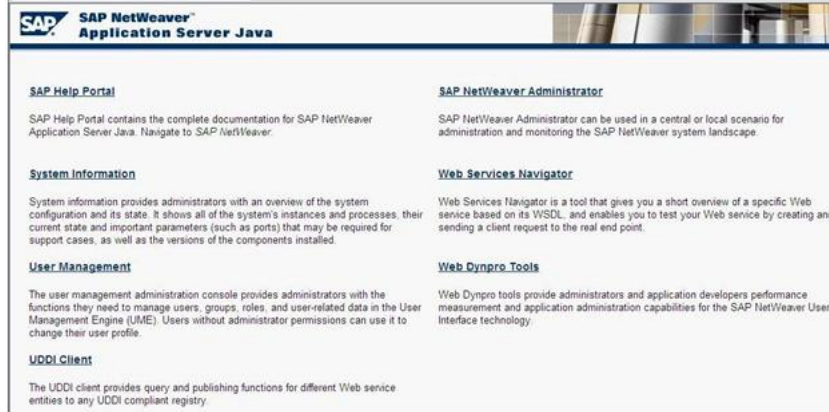 SAP
SAP NetWeaver™
Application Server Java
SAP Help Portal
SAP Help Portal contains the complete documentation for SAP NetWeaver
Application Server Java. Navigate to SAP NetWeaver.
SAP NetWeaver Administrator
SAP NetWeaver Administrator can be used in a central or local scenario for
administration and monitoring the SAP NetWeaver system landscape.
System Information
System information provides administrators with an overview of the system
configuration and its state. It shows all of the system's instances and processes, their
current state and important parameters (such as ports) that may be required for
support cases, as well as the versions of the components installed.
Web Services Navigator
Web Services Navigator is a tool that gives you a short overview of a specific Web
service based on its WSDL, and enables you to test your Web service by creating an
sending a client request to the real end point.
User Management
The user management administration console provides administrators with the
functions they need to manage users, groups, roles, and user-related data in the User
Management Engine (UME). Users without administrator permissions can use it to
change their user profile.
Web Dynpro Tools
Web Dynpro tools provide administrators and application developers performance
measurement and application administration capabilities for the SAP NetWeaver User
Interface technology.
UDDI Client
The UDDI client provides query and publishing functions for different Web service
entities to any UDDI compliant registry.